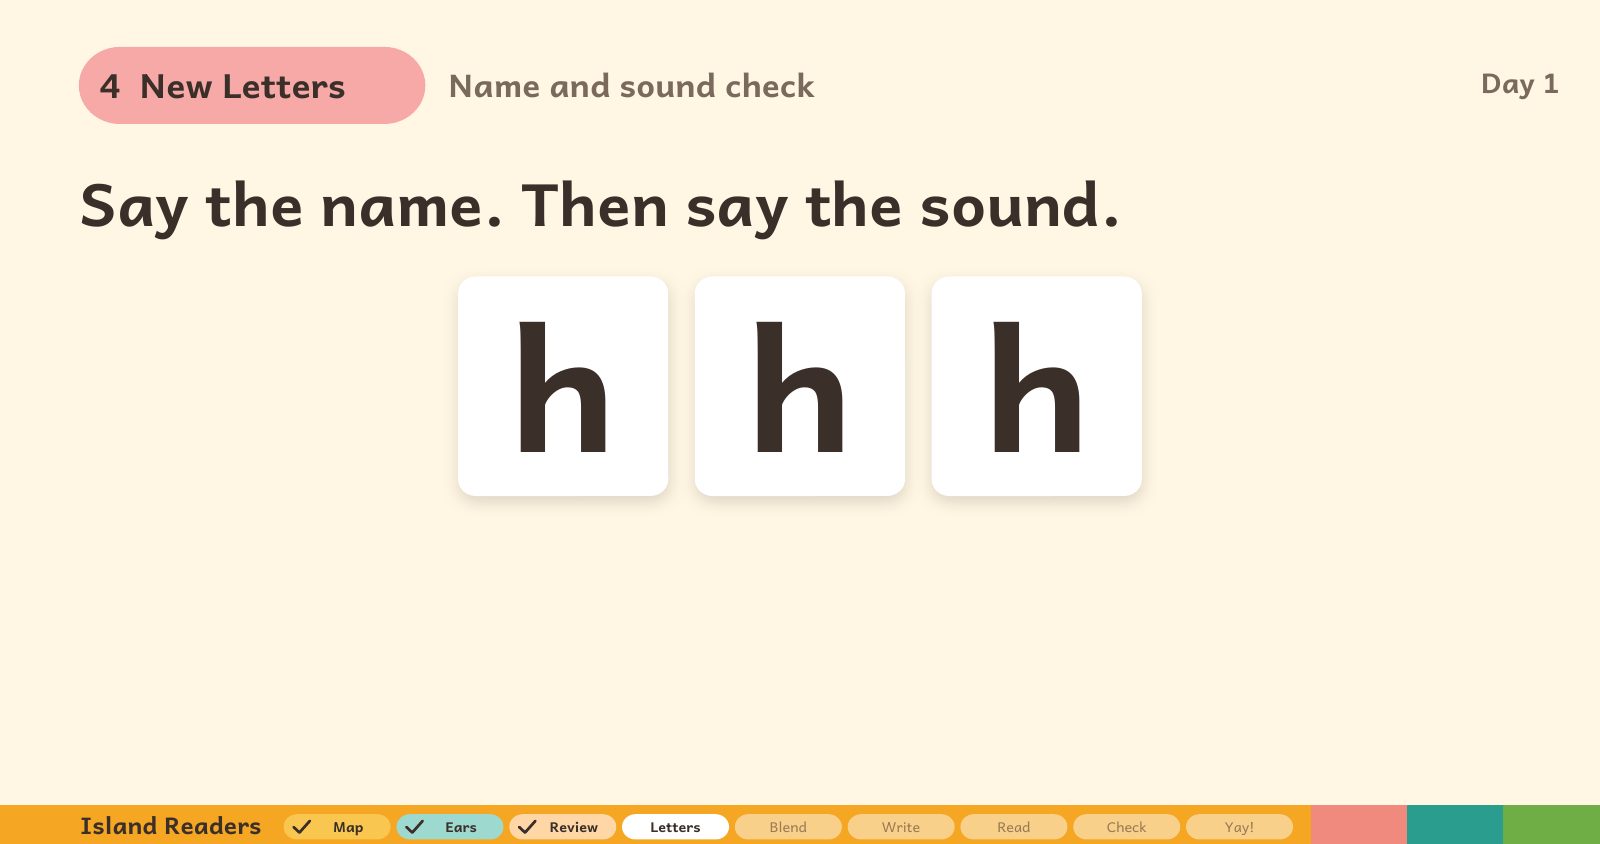 4 New Letters
Name and sound check
Day 1
Say the name. Then say the sound.
h h h
Island Readers Map Ears Review Letters Blend Write Read Check Yay!